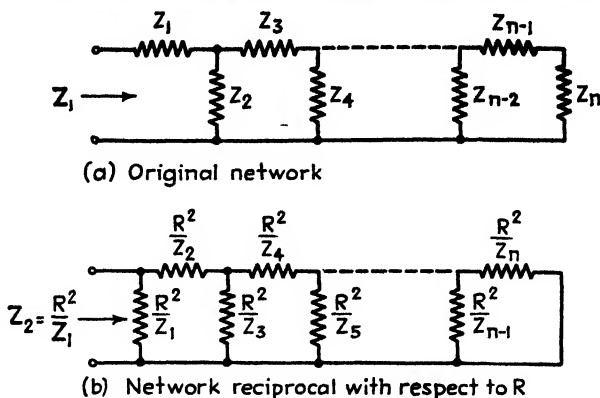 Z₁ Z₃ Zₙ₋₁
Z₁ → Z₂ Z₄ Zₙ₋₂ Zₙ
(a) Original network
R²/Z₂ R²/Z₄ R²/Zₙ
Z₂ = R²/Z₁ → R²/Z₁ R²/Z₃ R²/Z₅ R²/Zₙ₋₁
(b) Network reciprocal with respect to R